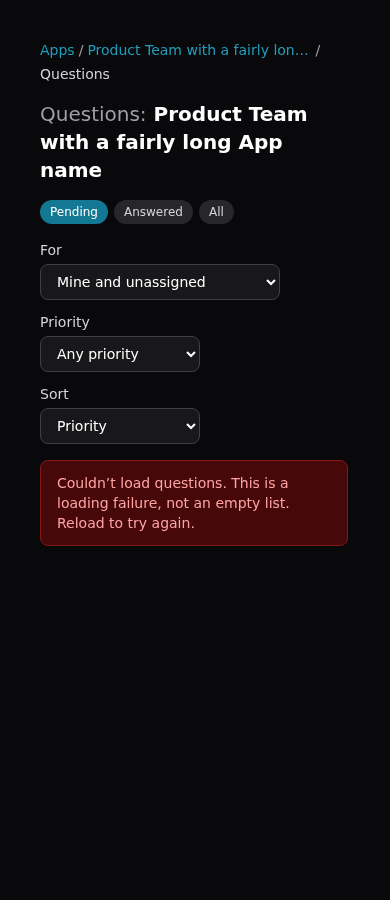 Apps / Product Team with a fairly lon... /
Questions
Questions: Product Team
with a fairly long App
name
Pending Answered All
For
Mine and unassigned
Priority
Any priority
Sort
Priority
Couldn’t load questions. This is a
loading failure, not an empty list.
Reload to try again.